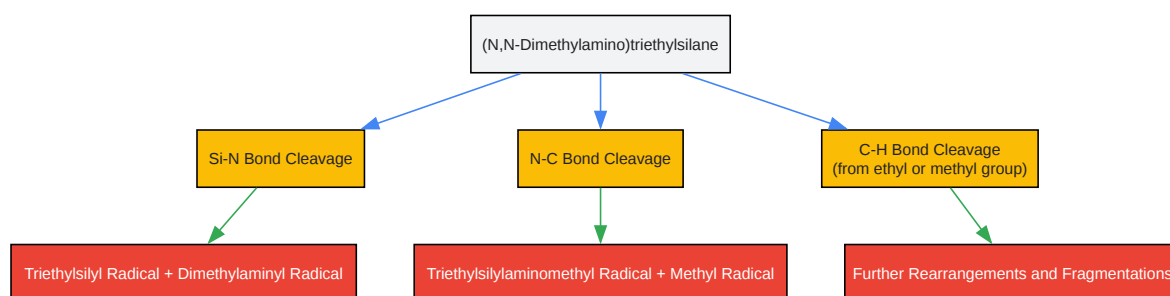 (N,N-Dimethylamino)triethylsilane
Si-N Bond Cleavage
N-C Bond Cleavage
C-H Bond Cleavage
(from ethyl or methyl group)
Triethylsilyl Radical + Dimethylaminyl Radical
Triethylsilylaminomethyl Radical + Methyl Radical
Further Rearrangements and Fragmentations